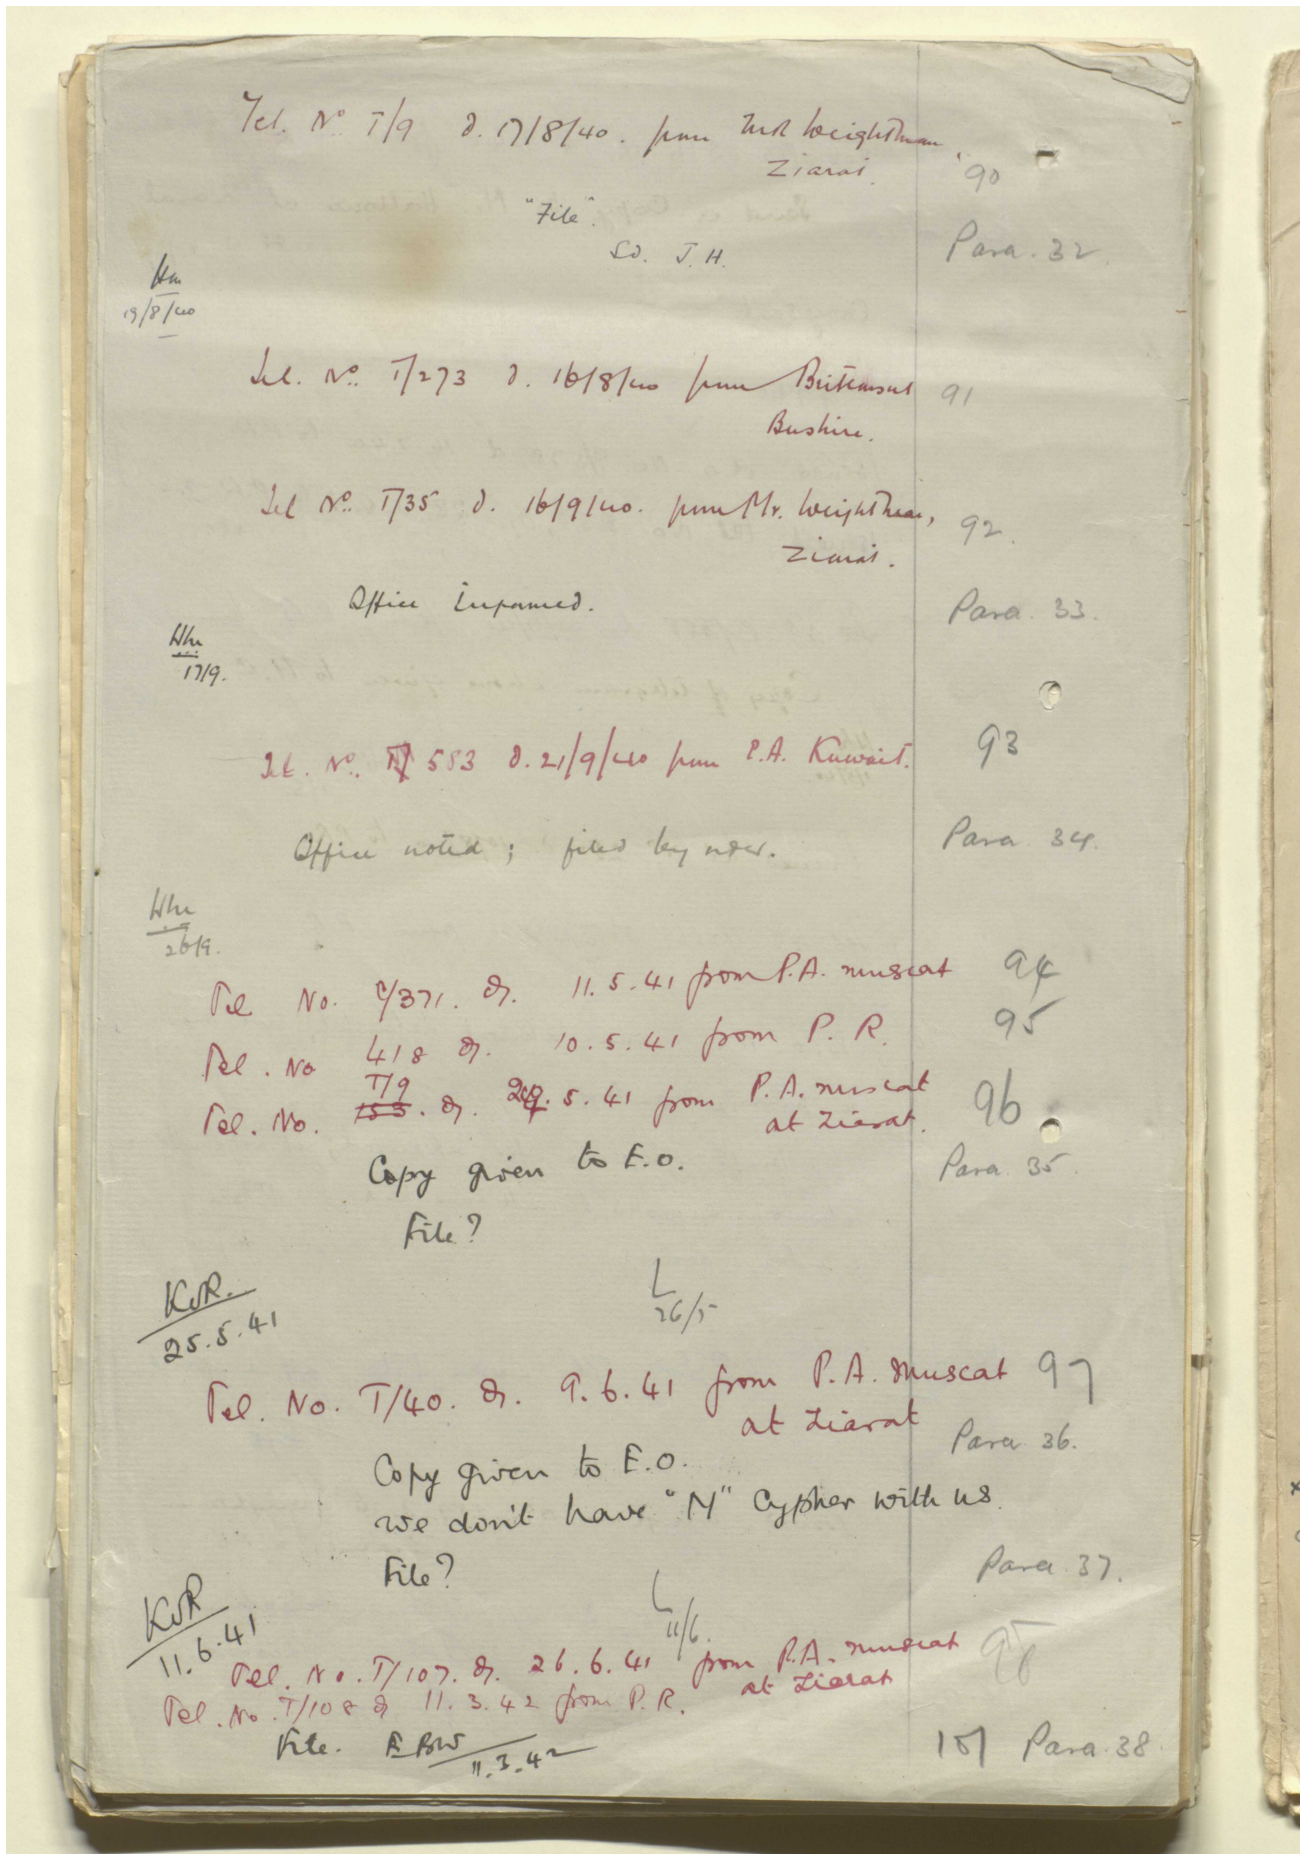 Tel. No. T/9 d. 17/8/40. from Mr Weightman,
Ziarat. 90
"File".
Sd. J. H. Para. 32.
19/8/40
Tel. No. T/273 d. 16/8/40 from Britconsul 91
Bushire.
Tel No. T/35 d. 16/9/40. from Mr. Weightman, 92.
Ziarat.
Office informed. Para. 33.
17/9.
Tel. No. 583 d. 21/9/40 from P.A. Kuwait. 93
Office noted; filed by order. Para 34.
26/9.
Tel No. C/371. d. 11.5.41 from P.A. Muscat 94
Tel. No 418 d. 10.5.41 from P. R. 95
T/9
Tel. No. 153. d. 5.41 from P.A. Muscat 96
at Ziarat.
Copy given to E.O. Para 35.
File?
L
26/5
KVR.
25.5.41
Tel. No. T/40. d. 9.6.41 from P.A. Muscat 97
at Ziarat
Copy given to E.O. Para 36.
we don't have "M" Cypher with us.
File? Para 37.
L
11/6.
KVR
11.6.41
Tel. No. T/107. d. 26.6.41 from P.A. Muscat 98
at Ziarat
Tel. No. T/108 d 11.3.42 from P. R.
File. 101 Para. 38.
11.3.42